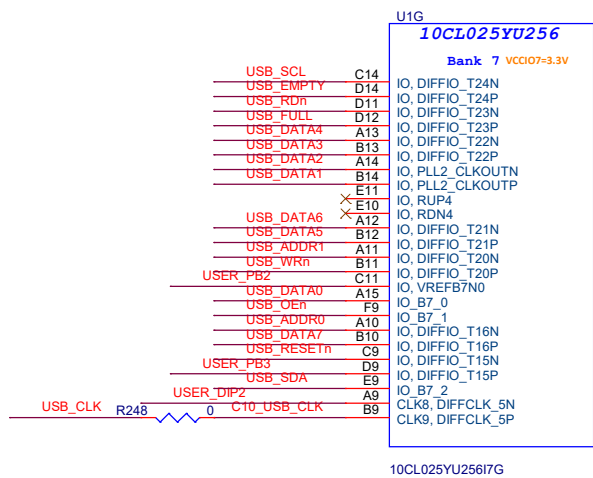 U1G
10CL025YU256
Bank 7 VCCIO7=3.3V
USB_SCL C14 IO, DIFFIO_T24N
USB_EMPTY D14 IO, DIFFIO_T24P
USB_RDn D11 IO, DIFFIO_T23N
USB_FULL D12 IO, DIFFIO_T23P
USB_DATA4 A13 IO, DIFFIO_T22N
USB_DATA3 B13 IO, DIFFIO_T22P
USB_DATA2 A14 IO, PLL2_CLKOUTN
USB_DATA1 B14 IO, PLL2_CLKOUTP
E11 IO, RUP4
E10 IO, RDN4
USB_DATA6 A12 IO, DIFFIO_T21N
USB_DATA5 B12 IO, DIFFIO_T21P
USB_ADDR1 A11 IO, DIFFIO_T20N
USB_WRn B11 IO, DIFFIO_T20P
USER_PB2 C11 IO, VREFB7N0
USB_DATA0 A15 IO_B7_0
USB_OEn F9 IO_B7_1
USB_ADDR0 A10 IO, DIFFIO_T16N
USB_DATA7 B10 IO, DIFFIO_T16P
USB_RESETn C9 IO, DIFFIO_T15N
USER_PB3 D9 IO, DIFFIO_T15P
USB_SDA E9 IO_B7_2
USER_DIP2 A9 CLK8, DIFFCLK_5N
USB_CLK R248 0 C10_USB_CLK B9 CLK9, DIFFCLK_5P
10CL025YU256I7G